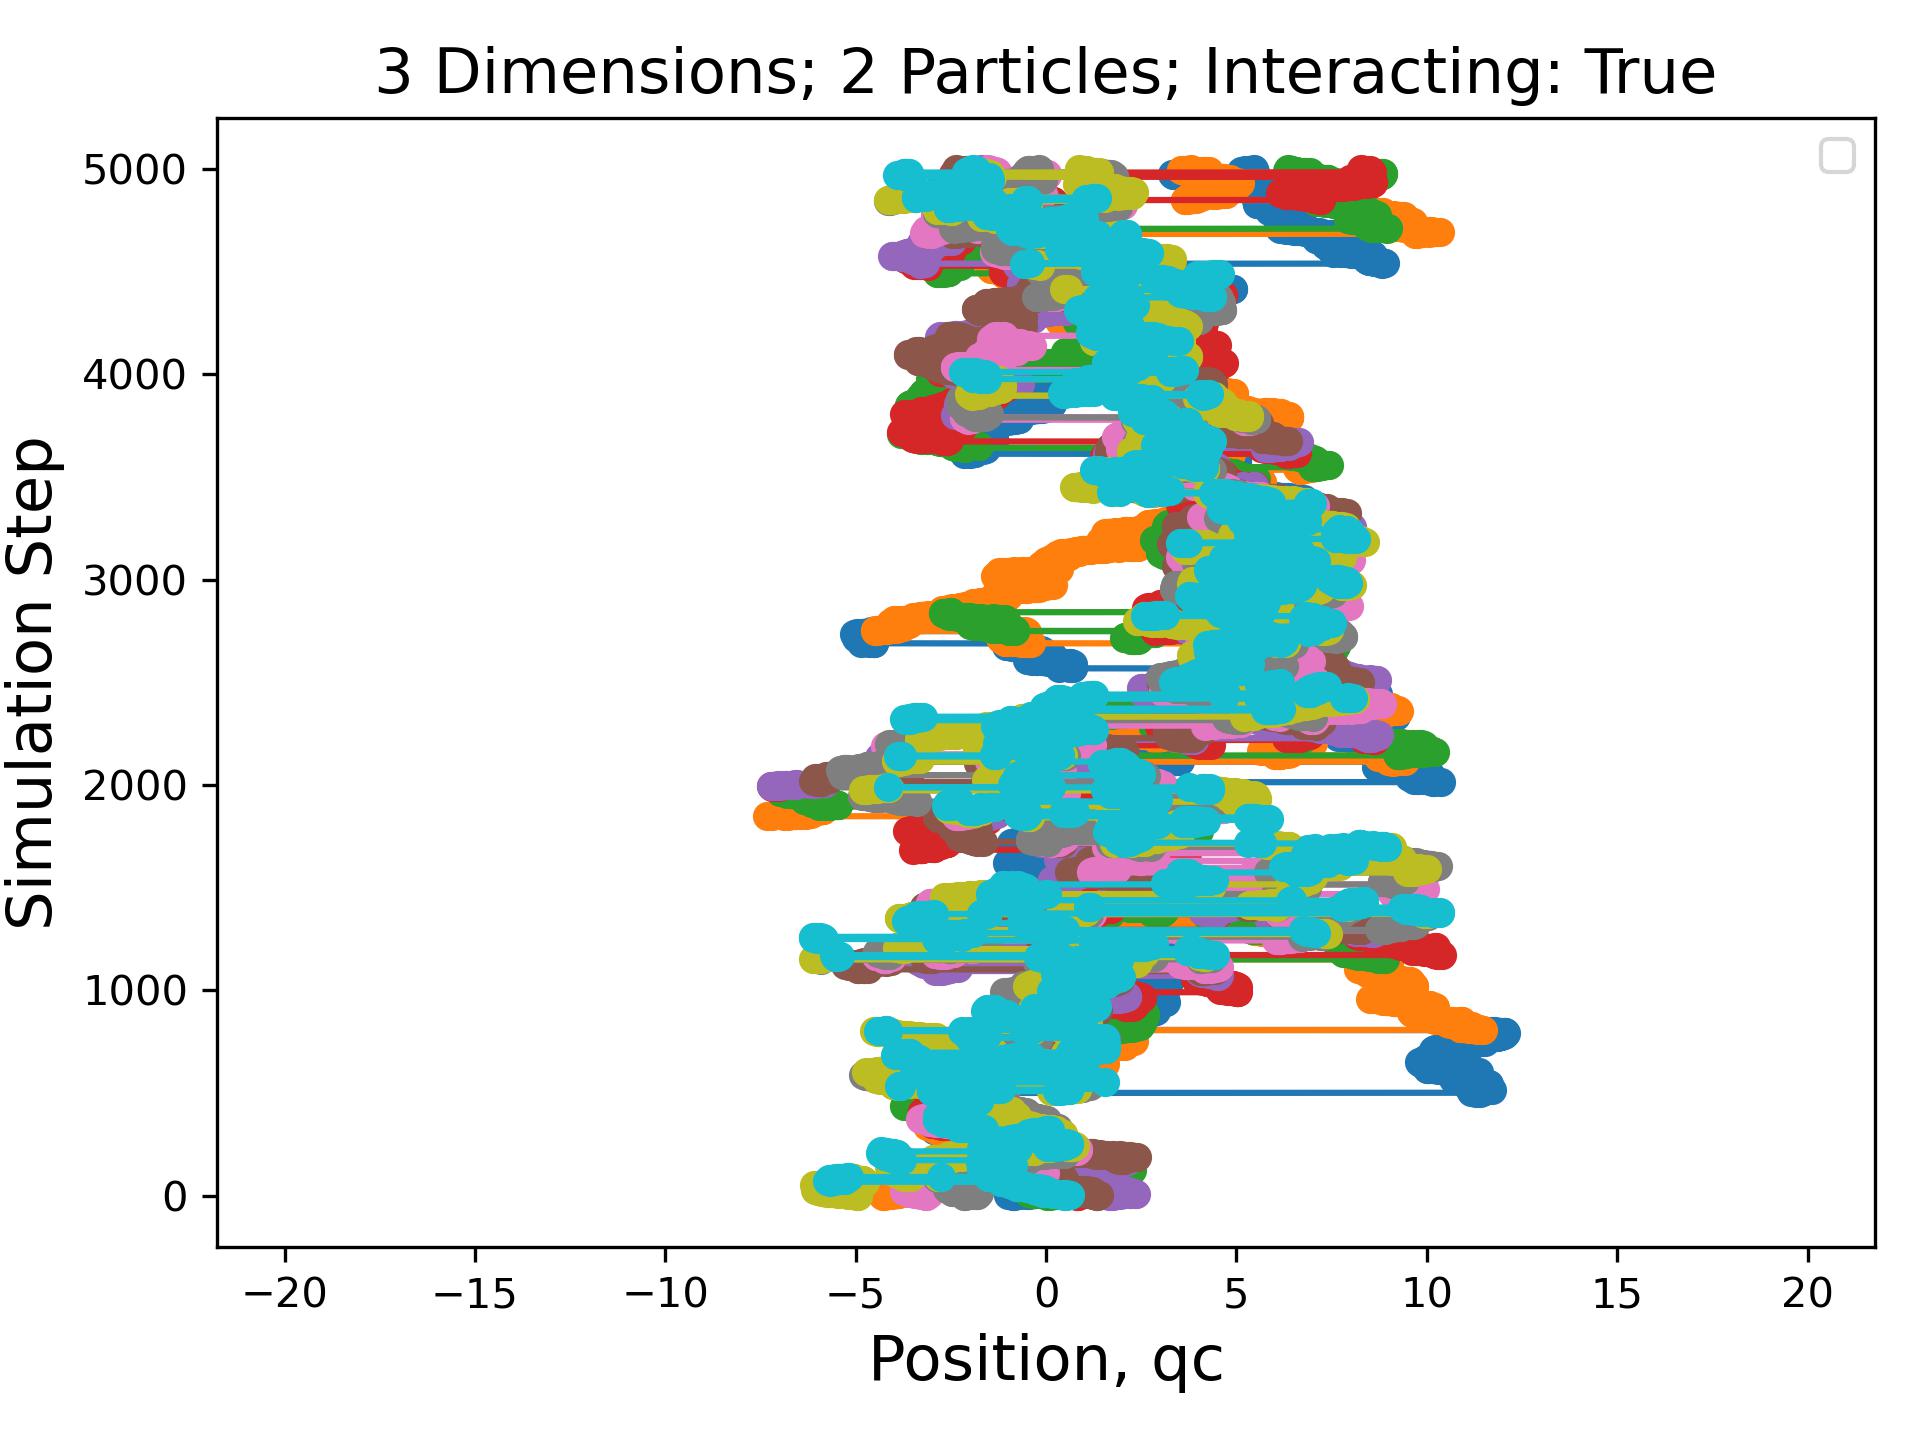 3 Dimensions; 2 Particles; Interacting: True
5000
4000
3000
2000
1000
0
Simulation Step
−20 −15 −10 −5 0 5 10 15 20
Position, qc